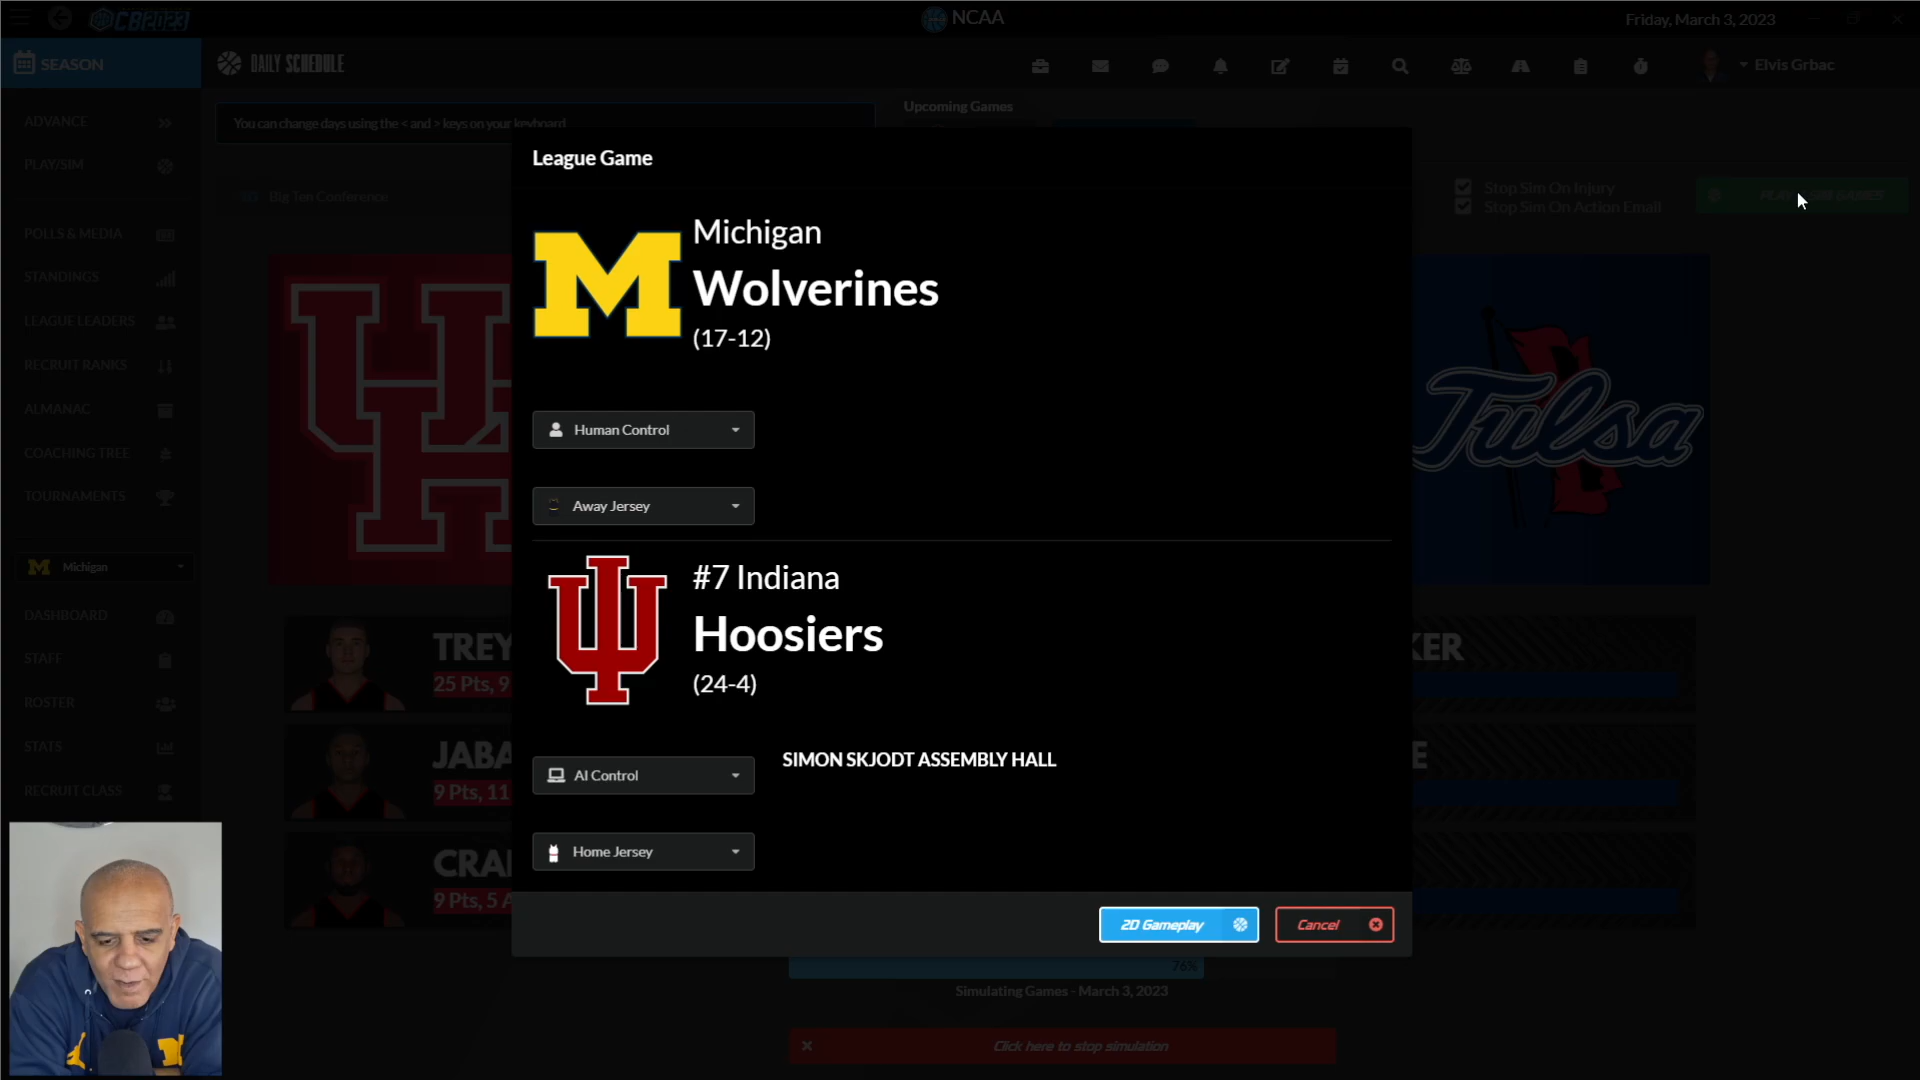 CB2023
NCAA
Friday, March 3, 2023
SEASON
DAILY SCHEDULE
Elvis Grbac
ADVANCE
PLAY/SIM
POLLS & MEDIA
STANDINGS
LEAGUE LEADERS
RECRUIT RANKS
ALMANAC
COACHING TREE
TOURNAMENTS
Michigan
DASHBOARD
STAFF
ROSTER
STATS
RECRUIT CLASS
You can change days using the < and > keys on your keyboard
Upcoming Games
Big Ten Conference
Stop Sim On Injury
Stop Sim On Action Email
League Game
Michigan
Wolverines
(17-12)
Human Control
Away Jersey
#7 Indiana
Hoosiers
(24-4)
SIMON SKJODT ASSEMBLY HALL
AI Control
Home Jersey
2D Gameplay
Cancel
TREY
25 Pts, 9
JABA
9 Pts, 11
CRA
9 Pts, 5 A
Tulsa
KER
E
76%
Simulating Games - March 3, 2023
Click here to stop simulation